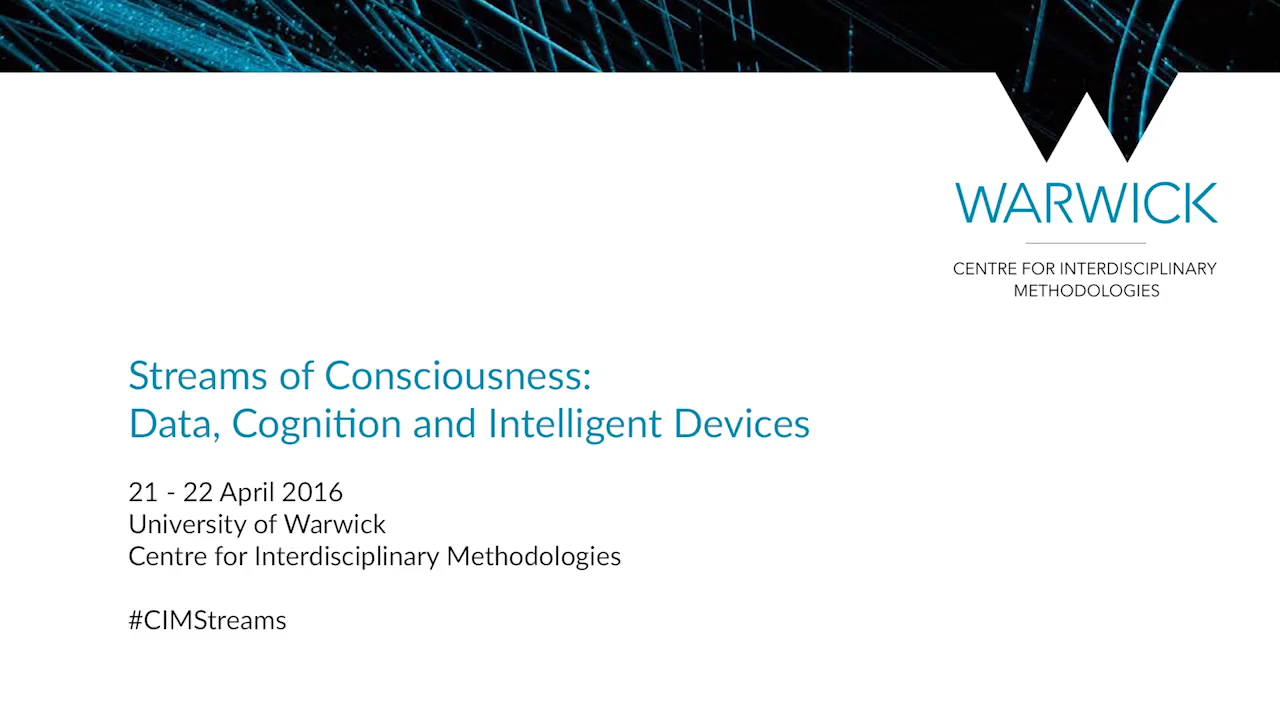 WARWICK
CENTRE FOR INTERDISCIPLINARY
METHODOLOGIES
Streams of Consciousness:
Data, Cognition and Intelligent Devices
21 - 22 April 2016
University of Warwick
Centre for Interdisciplinary Methodologies
#CIMStreams